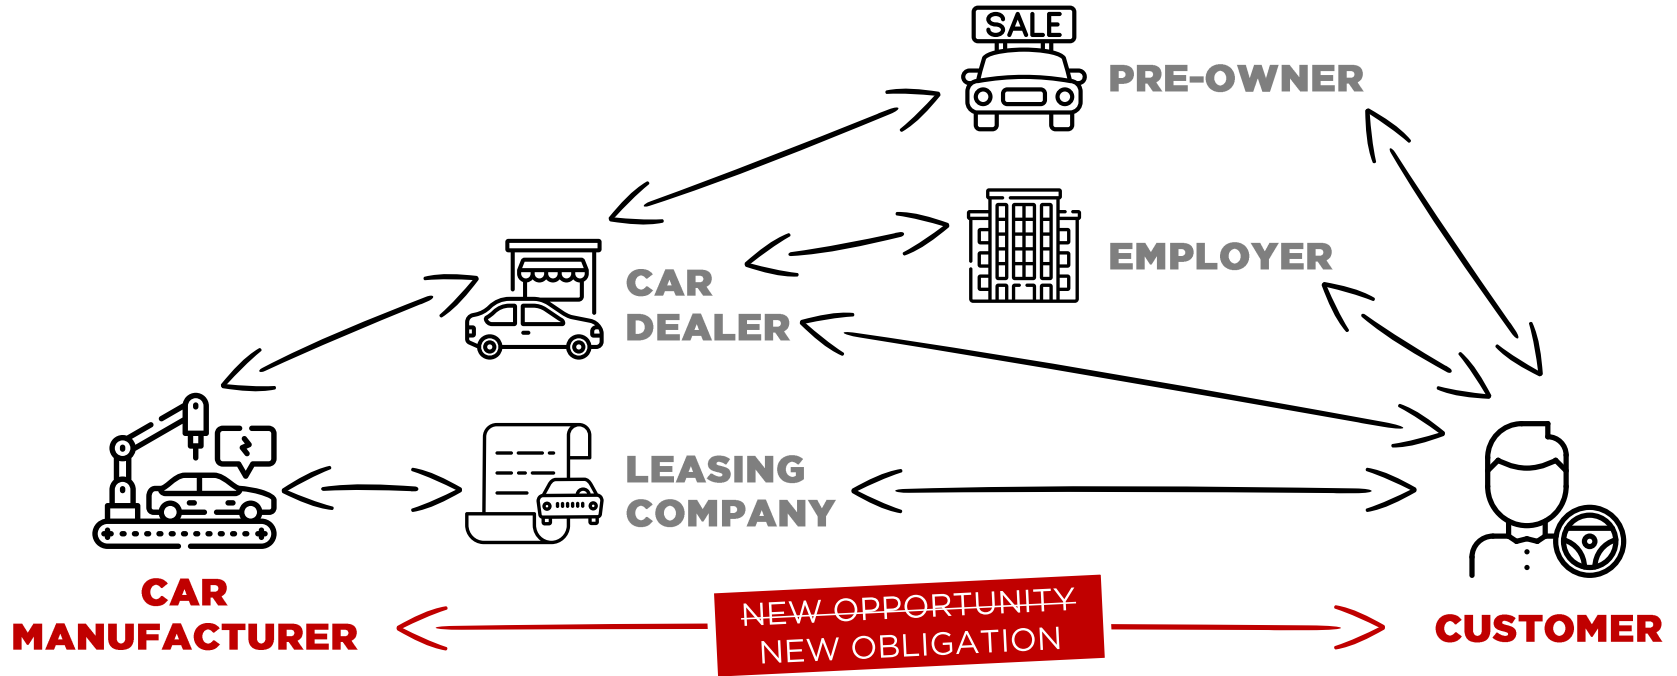 SALE
PRE-OWNER
EMPLOYER
CAR
DEALER
LEASING
COMPANY
CAR
MANUFACTURER
NEW OPPORTUNITY
NEW OBLIGATION
CUSTOMER